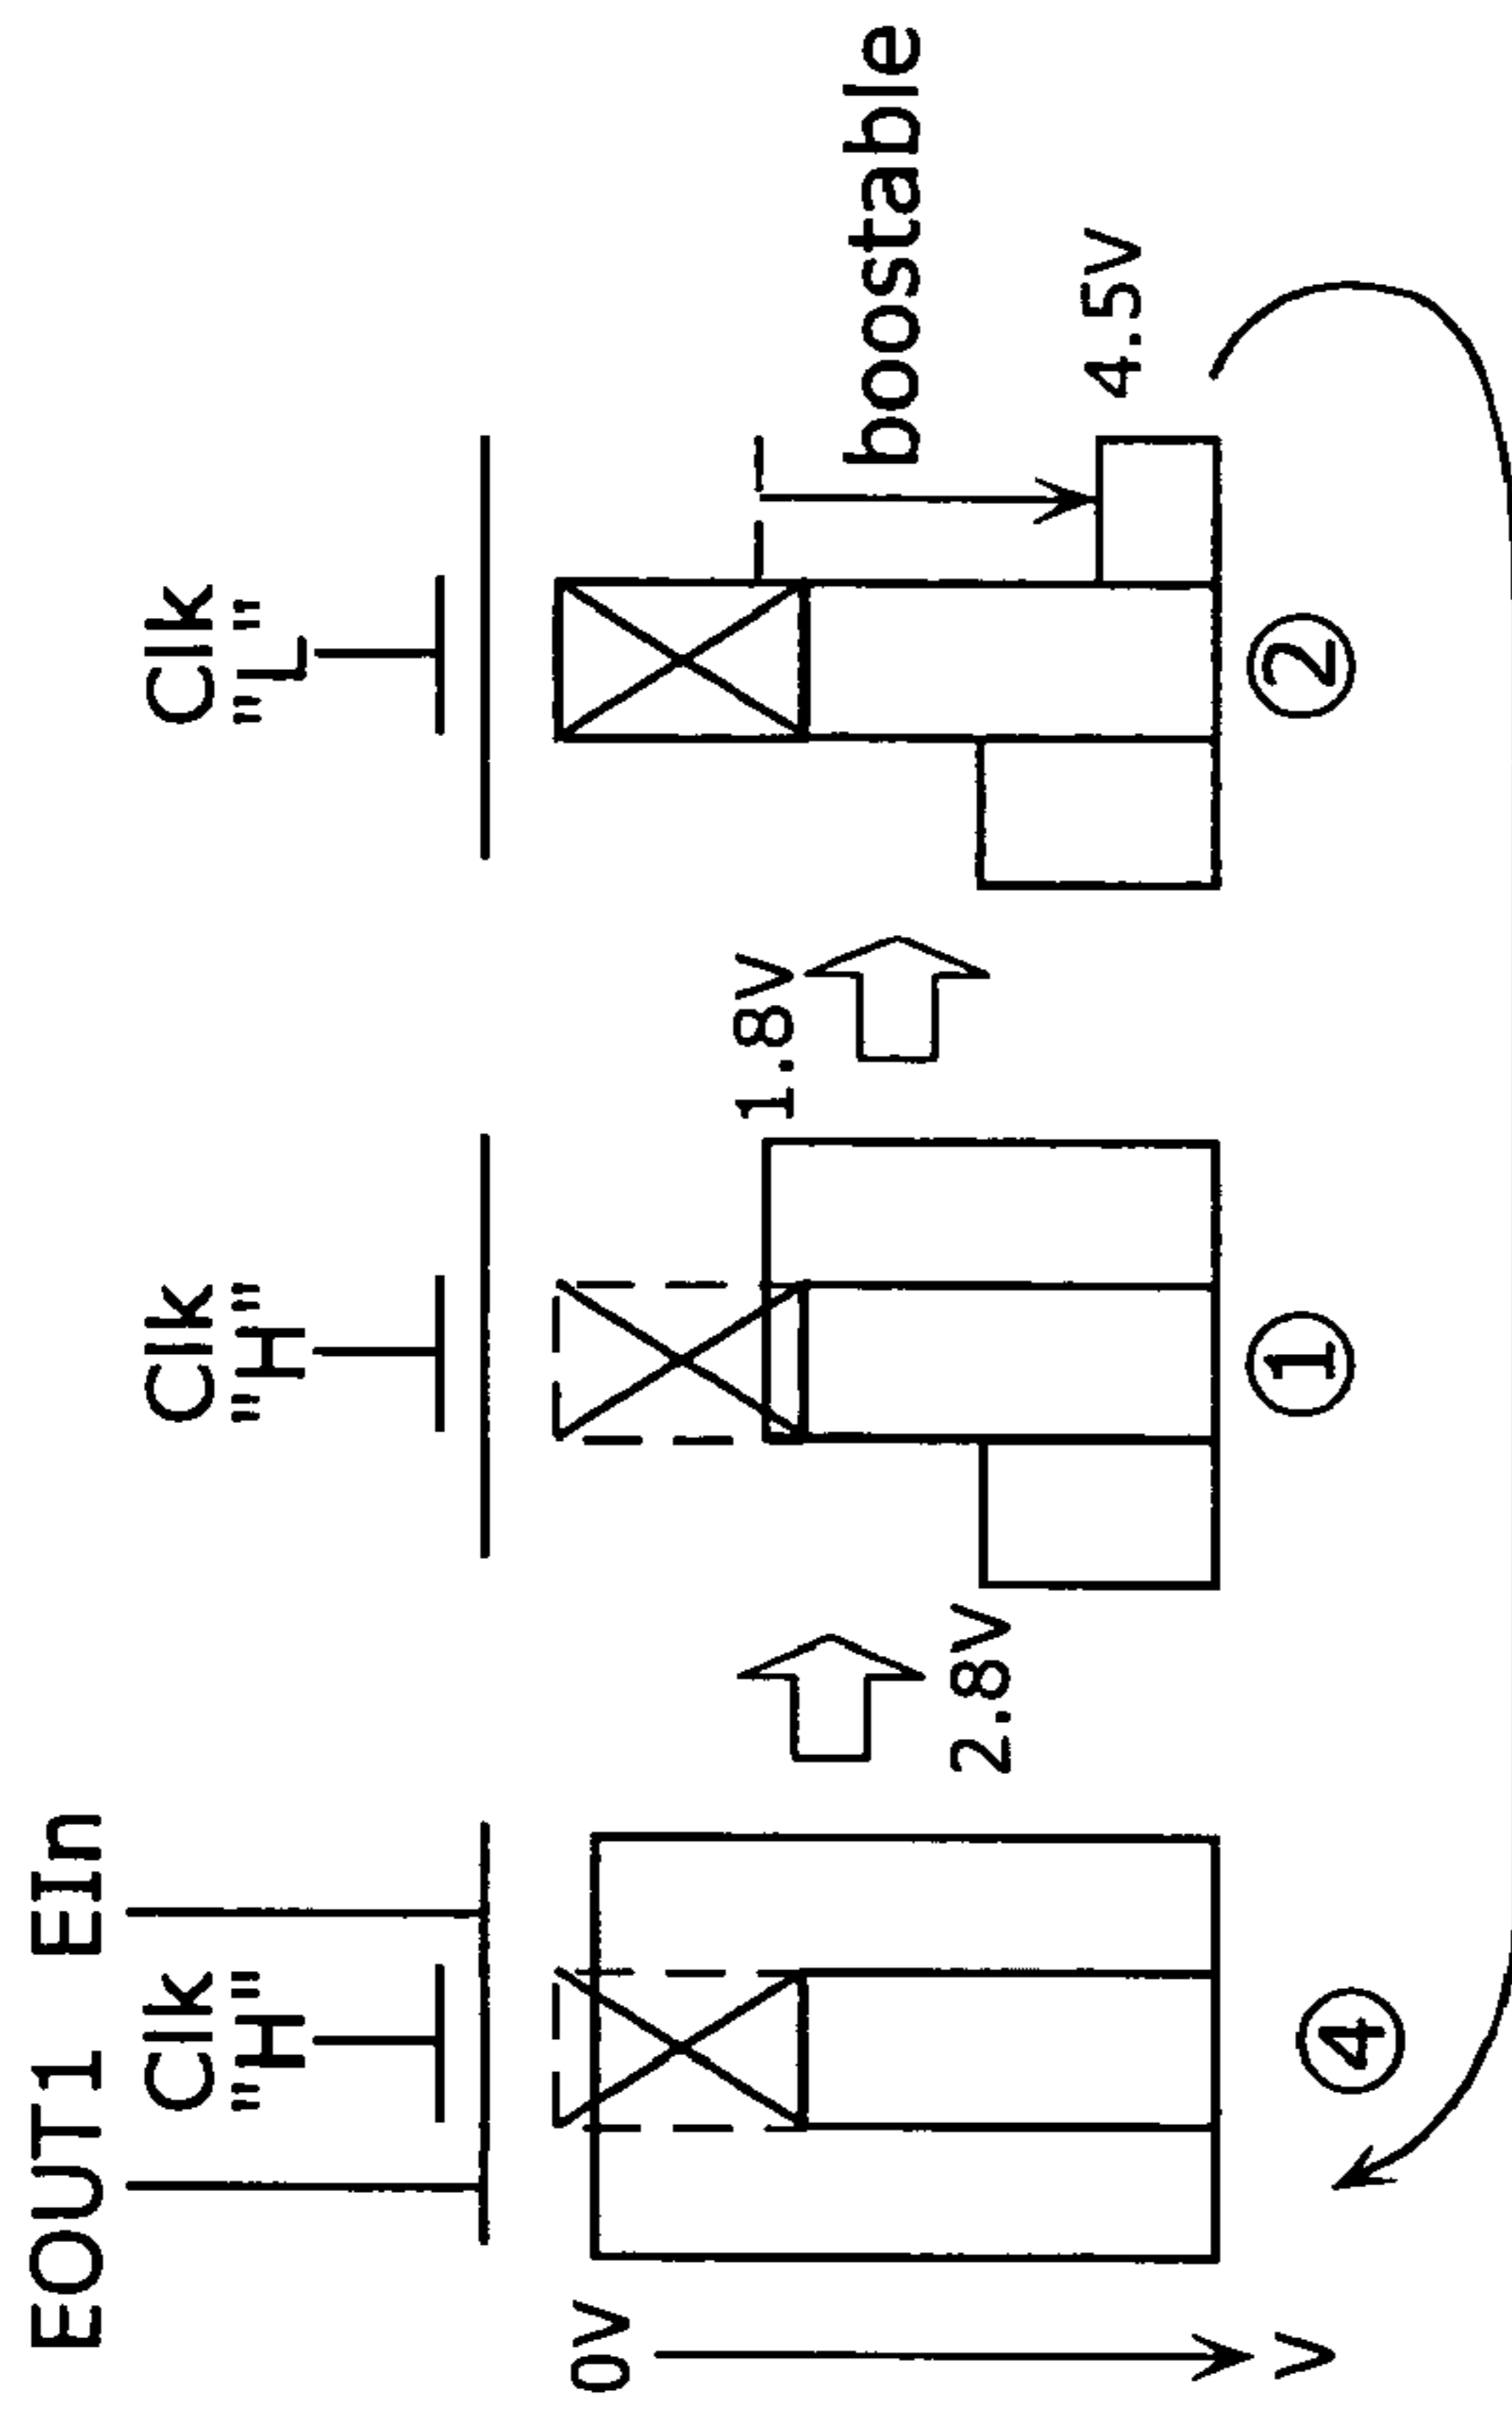 EOUT1 EIn
Clk
"H"
Clk
"H"
Clk
"L"
0V
V
2.8V
1.8V
boostable
4.5V
④
①
②